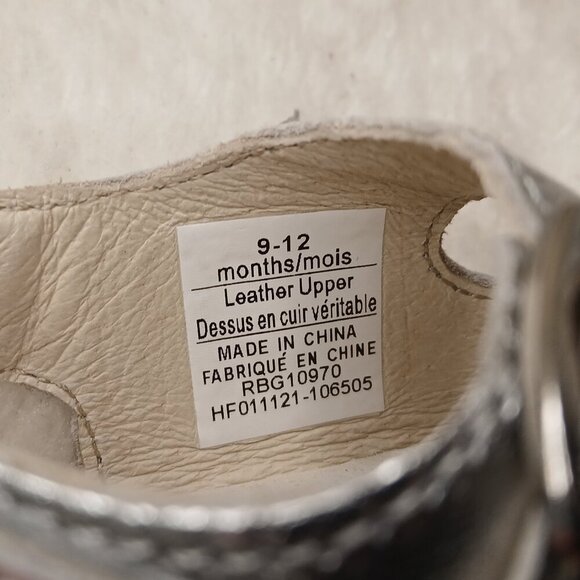 9-12
months/mois
Leather Upper
Dessus en cuir véritable
MADE IN CHINA
FABRIQUÉ EN CHINE
RBG10970
HF011121-106505